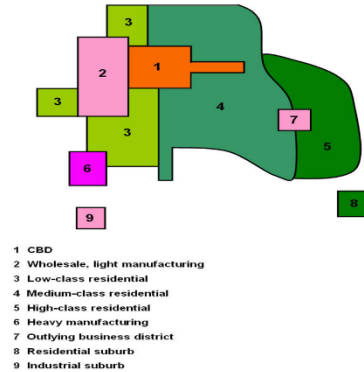 3
2
1
3
3
4
7
5
6
8
9
1 CBD
2 Wholesale, light manufacturing
3 Low-class residential
4 Medium-class residential
5 High-class residential
6 Heavy manufacturing
7 Outlying business district
8 Residential suburb
9 Industrial suburb